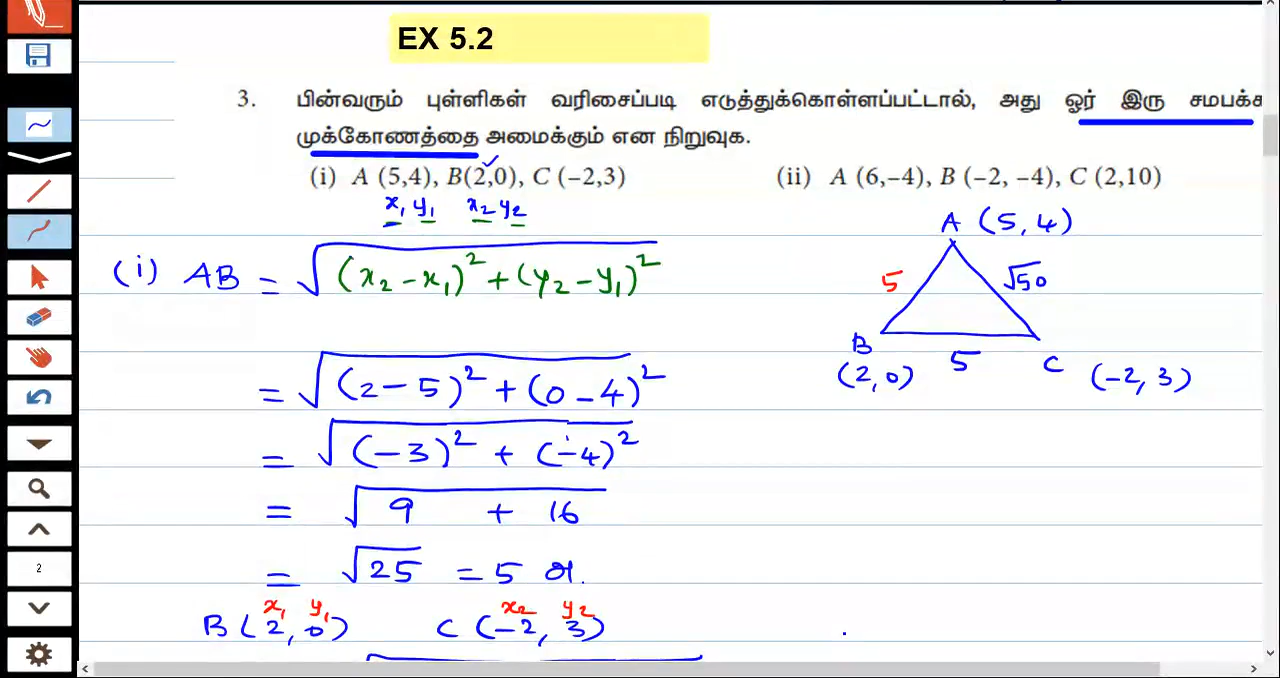 EX 5.2
3. பின்வரும் புள்ளிகள் வரிசைப்படி எடுத்துக்கொள்ளப்பட்டால், அது ஓர் இரு சமபக்க
முக்கோணத்தை அமைக்கும் என நிறுவுக.
(i) A (5,4), B(2,0), C (−2,3) (ii) A (6,−4), B (−2, −4), C (2,10)
x₁ y₁ x₂ y₂
A (5, 4)
(i) AB = √(x₂ − x₁)² + (y₂ − y₁)²
5 √50
B 5 C
(2, 0) (−2, 3)
= √(2 − 5)² + (0 − 4)²
= √(−3)² + (−4)²
= √9 + 16
= √25 = 5 அ.
x₁ y₁ x₂ y₂
B (2, 0) C (−2, 3)
2